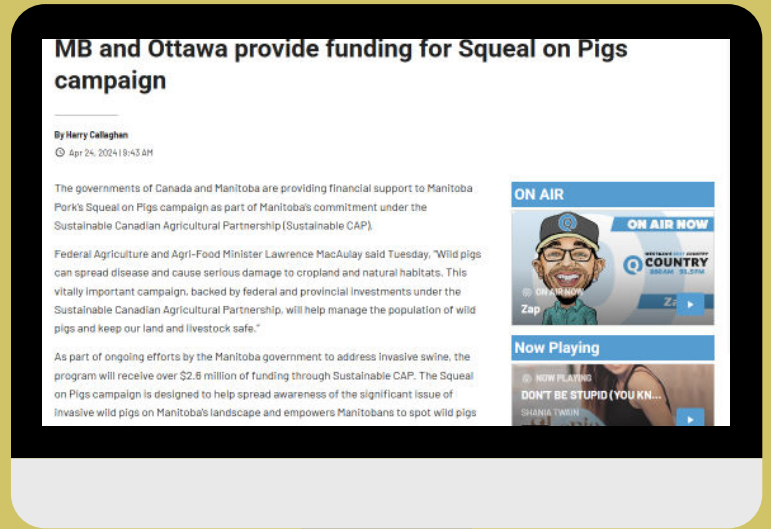 MB and Ottawa provide funding for Squeal on Pigs
campaign
By Harry Callaghan
Apr 24, 2024 | 9:43 AM
The governments of Canada and Manitoba are providing financial support to Manitoba
Pork's Squeal on Pigs campaign as part of Manitoba's commitment under the
Sustainable Canadian Agricultural Partnership (Sustainable CAP).
Federal Agriculture and Agri-Food Minister Lawrence MacAulay said Tuesday, "Wild pigs
can spread disease and cause serious damage to cropland and natural habitats. This
vitally important campaign, backed by federal and provincial investments under the
Sustainable Canadian Agricultural Partnership, will help manage the population of wild
pigs and keep our land and livestock safe."
As part of ongoing efforts by the Manitoba government to address invasive swine, the
program will receive over $2.6 million of funding through Sustainable CAP. The Squeal
on Pigs campaign is designed to help spread awareness of the significant issue of
invasive wild pigs on Manitoba's landscape and empowers Manitobans to spot wild pigs
ON AIR
ON AIR NOW
Q
COUNTRY
880AM 91.5FM
ON AIR NOW
Zap
Now Playing
NOW PLAYING
DON'T BE STUPID (YOU KN...
SHANIA TWAIN